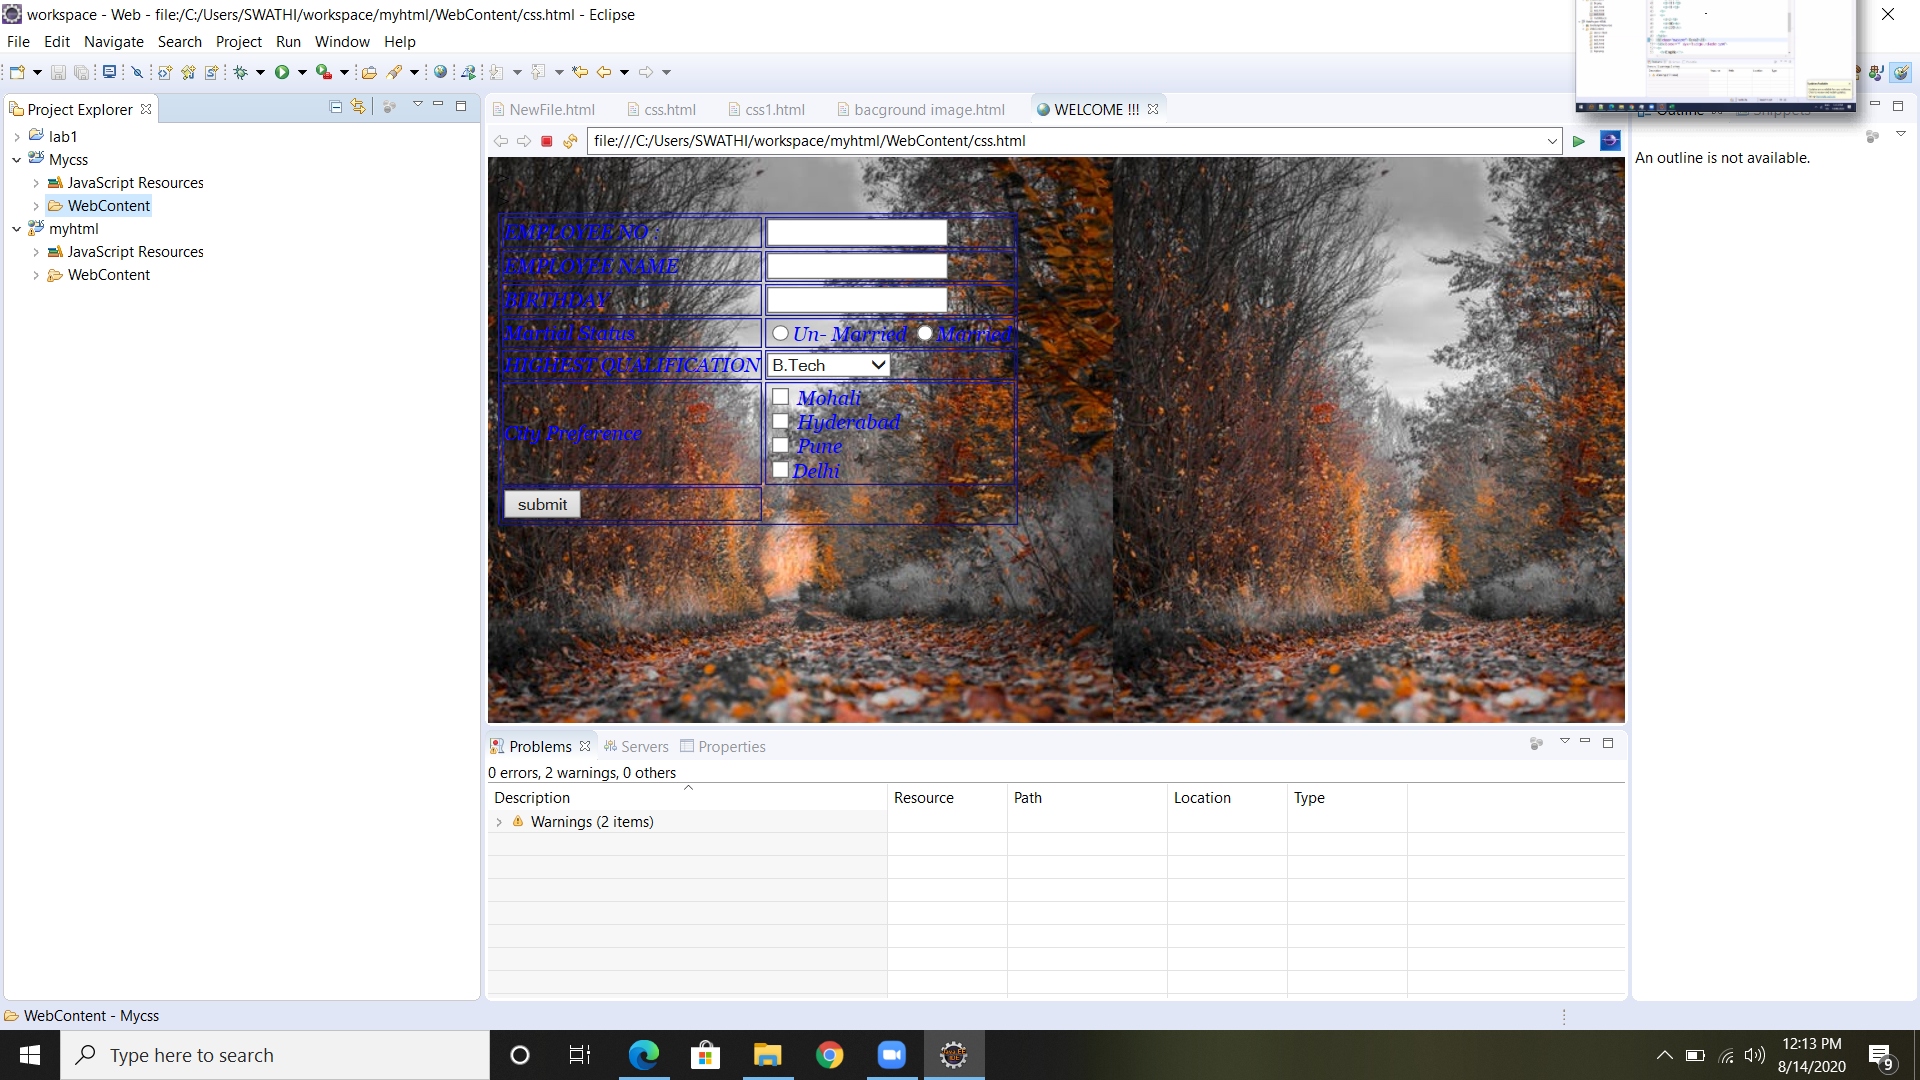 workspace - Web - file:/C:/Users/SWATHI/workspace/myhtml/WebContent/css.html - Eclipse
File Edit Navigate Search Project Run Window Help
Project Explorer
lab1
Mycss
JavaScript Resources
WebContent
myhtml
JavaScript Resources
WebContent
NewFile.html css.html css1.html bacground image.html WELCOME !!!
file:///C:/Users/SWATHI/workspace/myhtml/WebContent/css.html
EMPLOYEE NO :
EMPLOYEE NAME
BIRTHDAY
Martial Status Un- Married Married
HIGHEST QUALIFICATION B.Tech
City Preference
Mohali
Hyderabad
Pune
Delhi
submit
Outline Snippets
An outline is not available.
Problems Servers Properties
0 errors, 2 warnings, 0 others
Description Resource Path Location Type
Warnings (2 items)
WebContent - Mycss
Type here to search
12:13 PM
8/14/2020
9